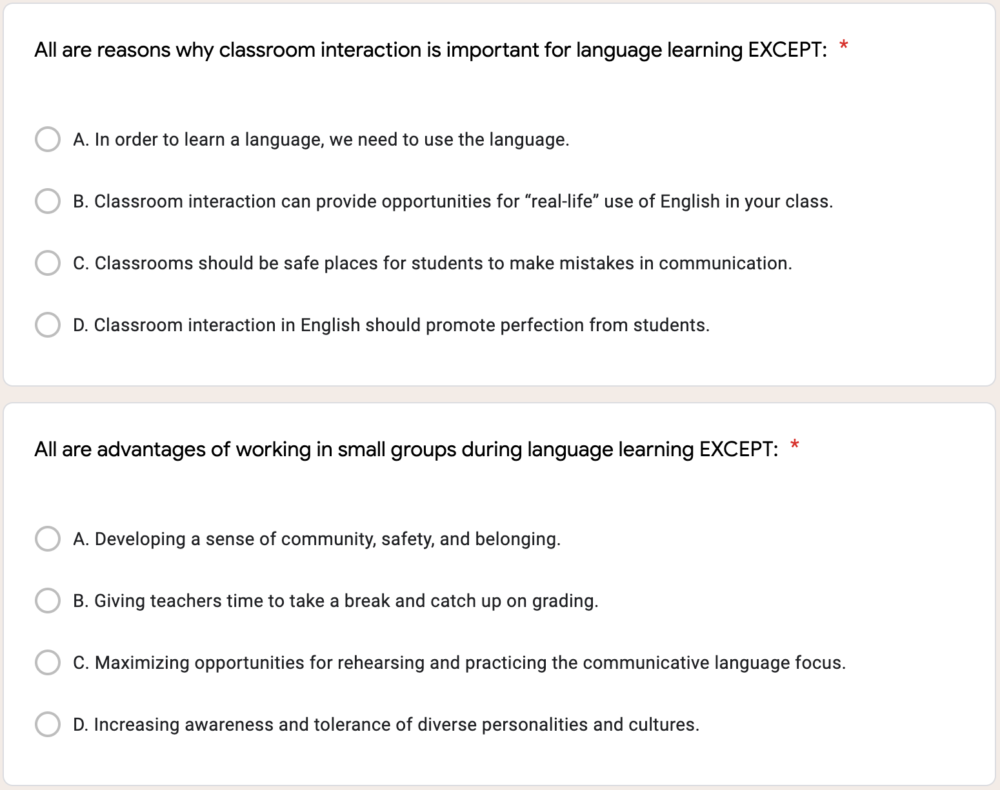 All are reasons why classroom interaction is important for language learning EXCEPT: *
A. In order to learn a language, we need to use the language.
B. Classroom interaction can provide opportunities for “real-life” use of English in your class.
C. Classrooms should be safe places for students to make mistakes in communication.
D. Classroom interaction in English should promote perfection from students.
All are advantages of working in small groups during language learning EXCEPT: *
A. Developing a sense of community, safety, and belonging.
B. Giving teachers time to take a break and catch up on grading.
C. Maximizing opportunities for rehearsing and practicing the communicative language focus.
D. Increasing awareness and tolerance of diverse personalities and cultures.